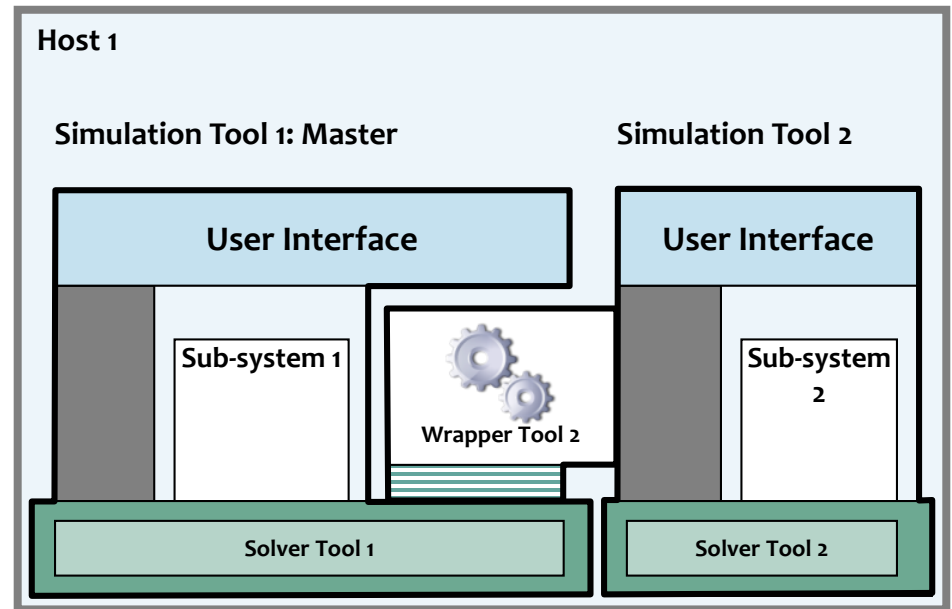 Host 1
Simulation Tool 1: Master
Simulation Tool 2
User Interface
User Interface
Sub-system 1
Sub-system
2
Wrapper Tool 2
Solver Tool 1
Solver Tool 2